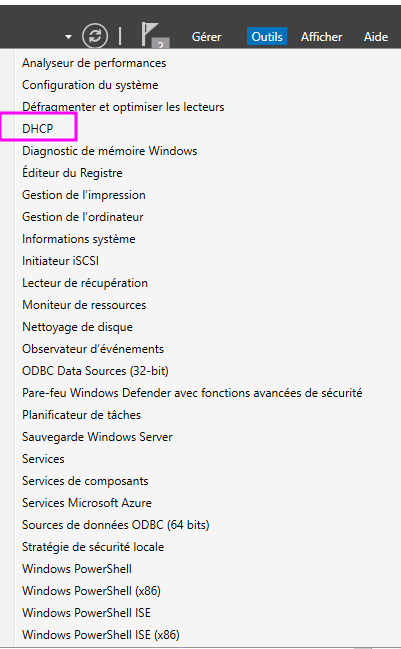 2 Gérer Outils Afficher Aide
Analyseur de performances
Configuration du système
Défragmenter et optimiser les lecteurs
DHCP
Diagnostic de mémoire Windows
Éditeur du Registre
Gestion de l’impression
Gestion de l’ordinateur
Informations système
Initiateur iSCSI
Lecteur de récupération
Moniteur de ressources
Nettoyage de disque
Observateur d’événements
ODBC Data Sources (32-bit)
Pare-feu Windows Defender avec fonctions avancées de sécurité
Planificateur de tâches
Sauvegarde Windows Server
Services
Services de composants
Services Microsoft Azure
Sources de données ODBC (64 bits)
Stratégie de sécurité locale
Windows PowerShell
Windows PowerShell (x86)
Windows PowerShell ISE
Windows PowerShell ISE (x86)